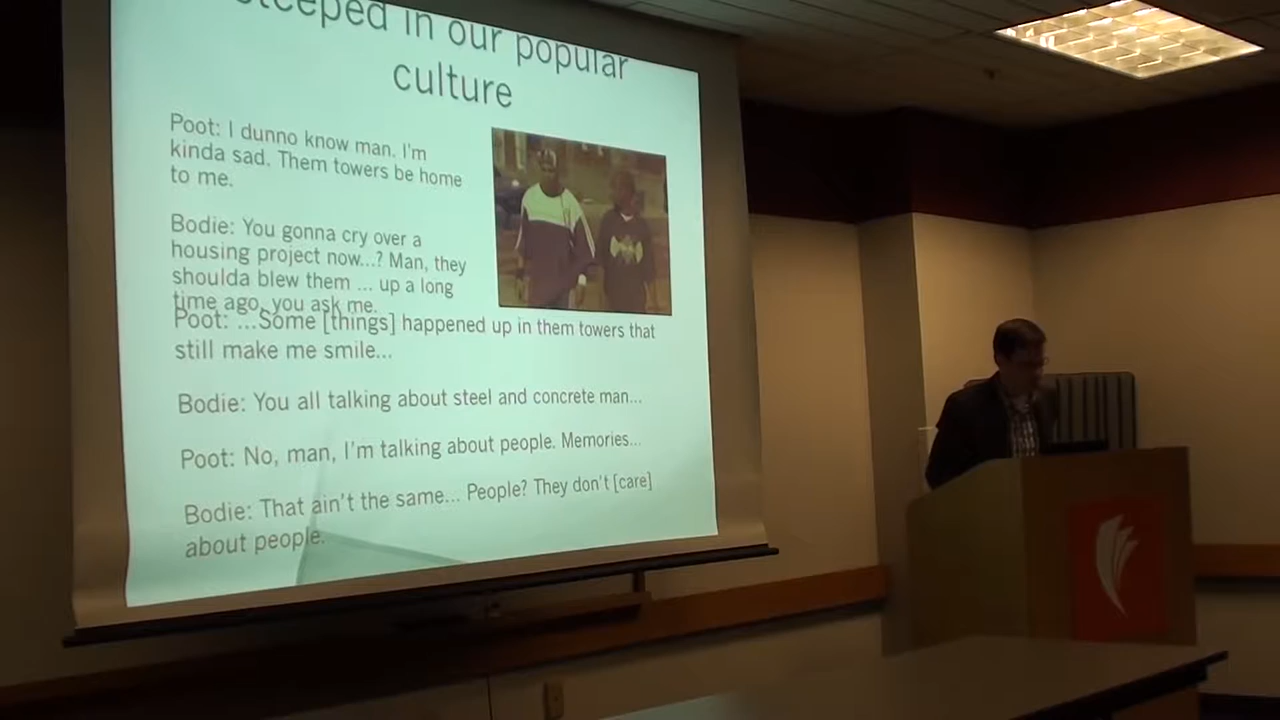 steeped in our popular
culture
Poot: I dunno know man. I'm
kinda sad. Them towers be home
to me.
Bodie: You gonna cry over a
housing project now...? Man, they
shoulda blew them ... up a long
time ago, you ask me.
Poot: ...Some [things] happened up in them towers that
still make me smile...
Bodie: You all talking about steel and concrete man...
Poot: No, man, I'm talking about people. Memories...
Bodie: That ain't the same... People? They don't [care]
about people.